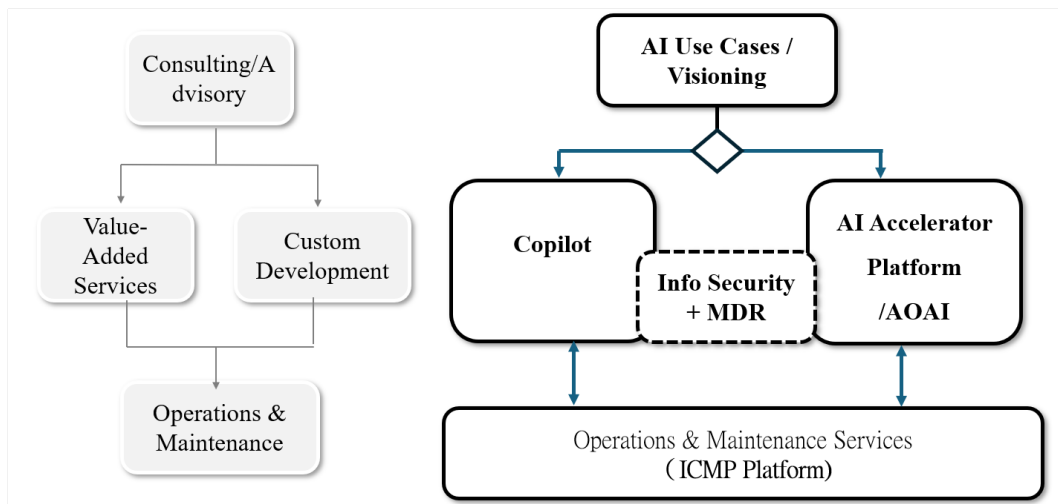 Consulting/A
dvisory
Value-
Added
Services
Custom
Development
Operations &
Maintenance
AI Use Cases /
Visioning
Copilot
AI Accelerator
Platform
/AOAI
Info Security
+ MDR
Operations & Maintenance Services
( ICMP Platform)